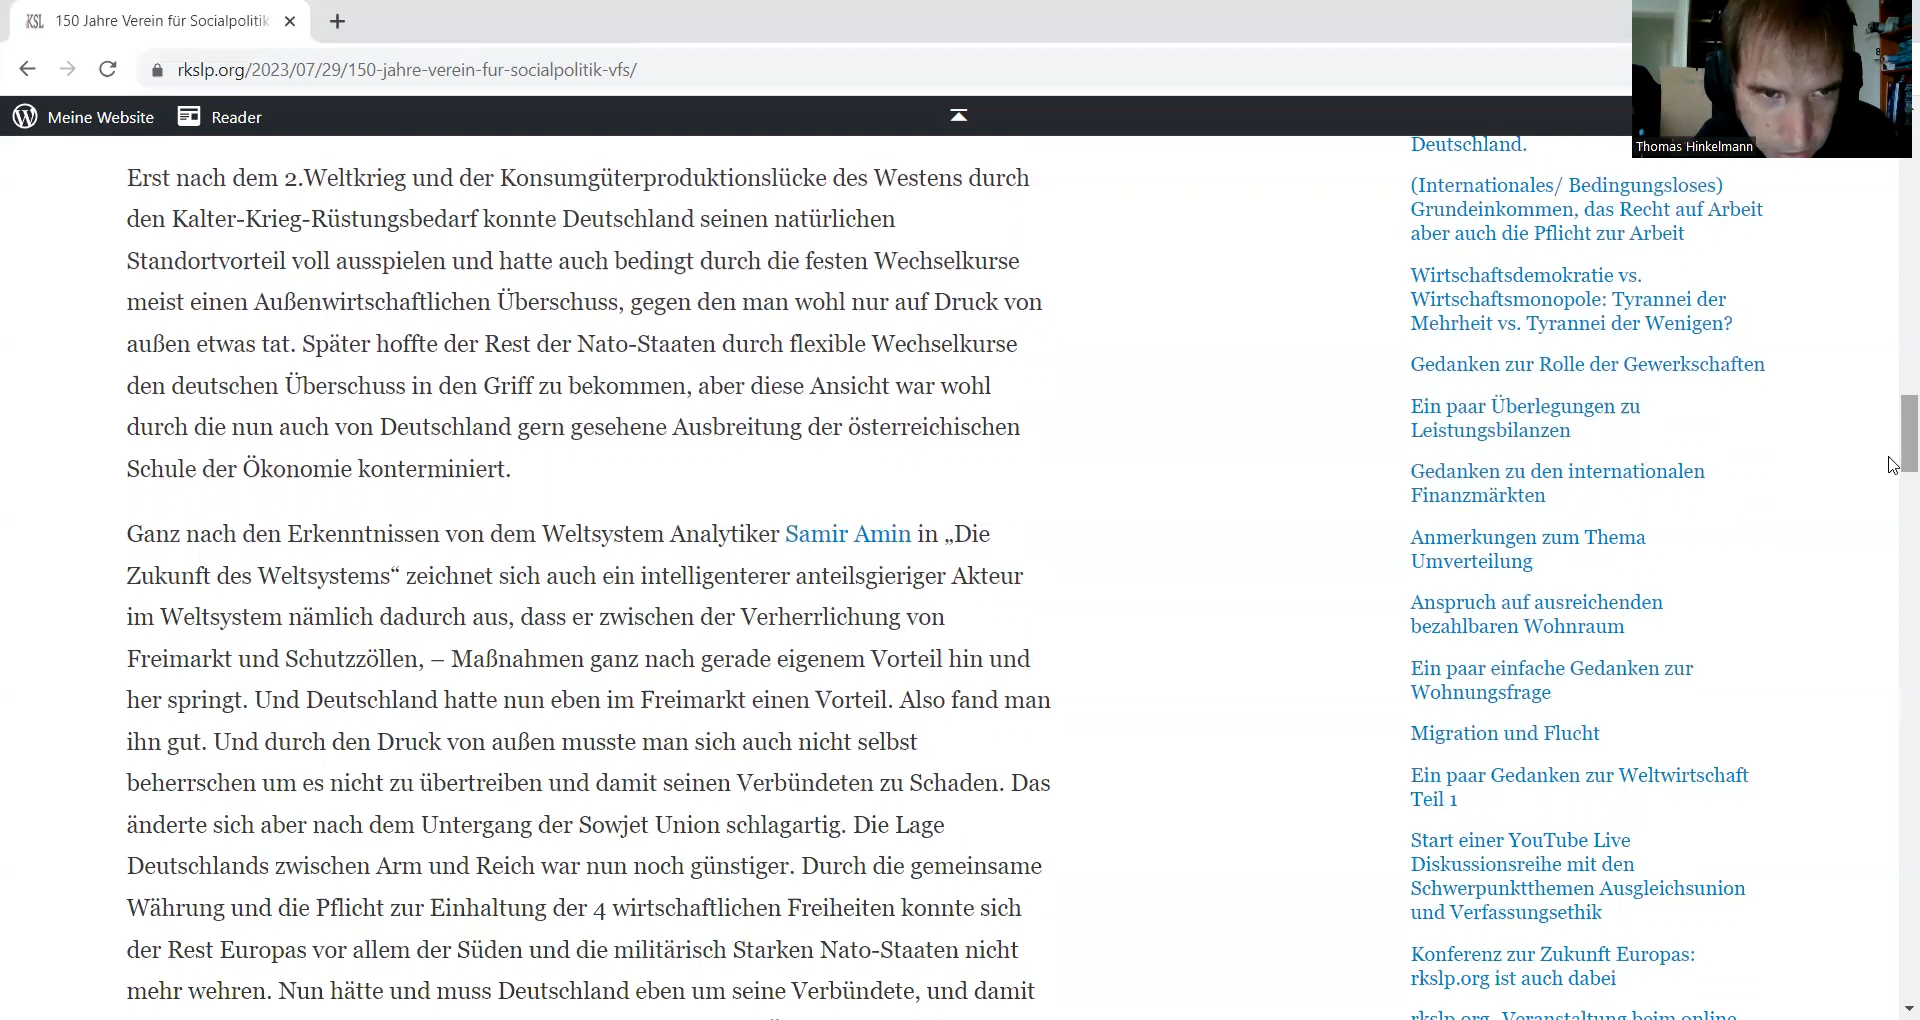 KSL 150 Jahre Verein für Socialpolitik
rkslp.org/2023/07/29/150-jahre-verein-fur-socialpolitik-vfs/
Meine Website Reader
Thomas Hinkelmann
Erst nach dem 2.Weltkrieg und der Konsumgüterproduktionslücke des Westens durch
den Kalter-Krieg-Rüstungsbedarf konnte Deutschland seinen natürlichen
Standortvorteil voll ausspielen und hatte auch bedingt durch die festen Wechselkurse
meist einen Außenwirtschaftlichen Überschuss, gegen den man wohl nur auf Druck von
außen etwas tat. Später hoffte der Rest der Nato-Staaten durch flexible Wechselkurse
den deutschen Überschuss in den Griff zu bekommen, aber diese Ansicht war wohl
durch die nun auch von Deutschland gern gesehene Ausbreitung der österreichischen
Schule der Ökonomie konterminiert.
Ganz nach den Erkenntnissen von dem Weltsystem Analytiker Samir Amin in „Die
Zukunft des Weltsystems“ zeichnet sich auch ein intelligenterer anteilsgieriger Akteur
im Weltsystem nämlich dadurch aus, dass er zwischen der Verherrlichung von
Freimarkt und Schutzzöllen, – Maßnahmen ganz nach gerade eigenem Vorteil hin und
her springt. Und Deutschland hatte nun eben im Freimarkt einen Vorteil. Also fand man
ihn gut. Und durch den Druck von außen musste man sich auch nicht selbst
beherrschen um es nicht zu übertreiben und damit seinen Verbündeten zu Schaden. Das
änderte sich aber nach dem Untergang der Sowjet Union schlagartig. Die Lage
Deutschlands zwischen Arm und Reich war nun noch günstiger. Durch die gemeinsame
Währung und die Pflicht zur Einhaltung der 4 wirtschaftlichen Freiheiten konnte sich
der Rest Europas vor allem der Süden und die militärisch Starken Nato-Staaten nicht
mehr wehren. Nun hätte und muss Deutschland eben um seine Verbündete, und damit
Deutschland.
(Internationales/ Bedingungsloses)
Grundeinkommen, das Recht auf Arbeit
aber auch die Pflicht zur Arbeit
Wirtschaftsdemokratie vs.
Wirtschaftsmonopole: Tyrannei der
Mehrheit vs. Tyrannei der Wenigen?
Gedanken zur Rolle der Gewerkschaften
Ein paar Überlegungen zu
Leistungsbilanzen
Gedanken zu den internationalen
Finanzmärkten
Anmerkungen zum Thema
Umverteilung
Anspruch auf ausreichenden
bezahlbaren Wohnraum
Ein paar einfache Gedanken zur
Wohnungsfrage
Migration und Flucht
Ein paar Gedanken zur Weltwirtschaft
Teil 1
Start einer YouTube Live
Diskussionsreihe mit den
Schwerpunktthemen Ausgleichsunion
und Verfassungsethik
Konferenz zur Zukunft Europas:
rkslp.org ist auch dabei
rkslp.org- Veranstaltung beim online